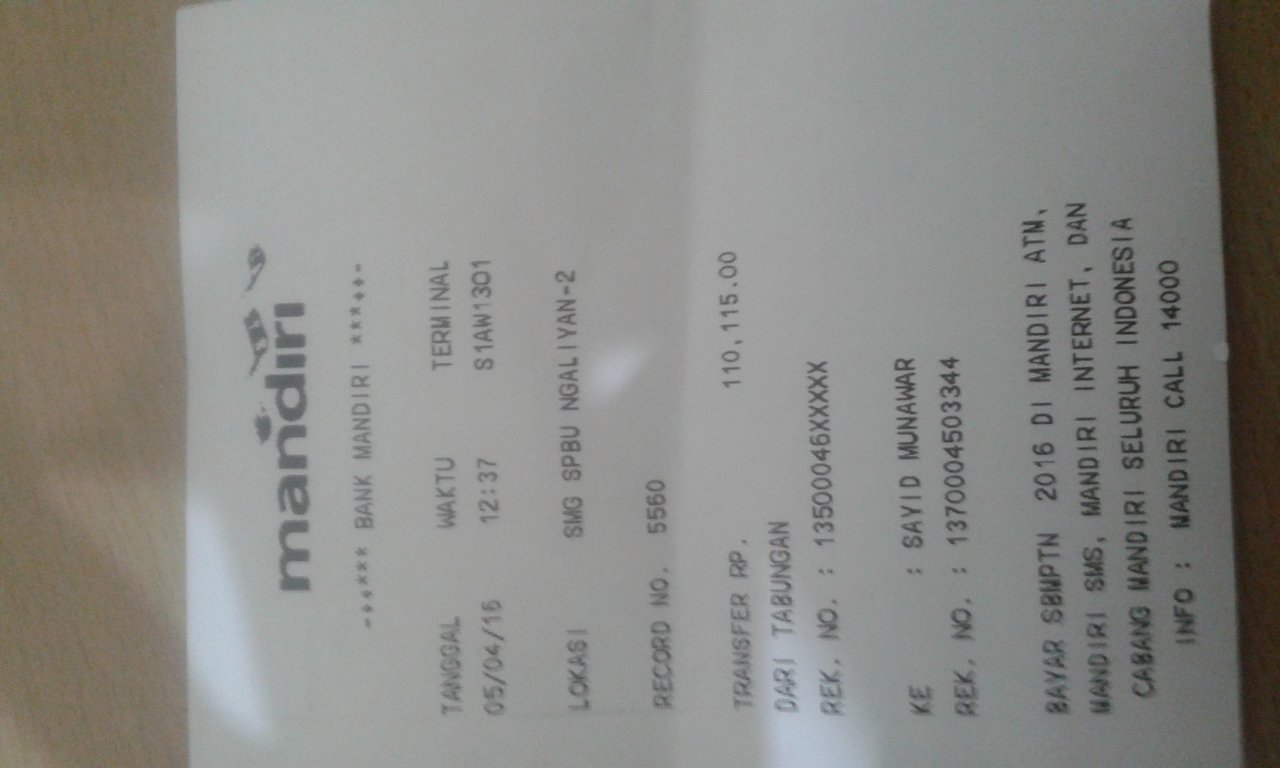 mandiri
-+++*** BANK MANDIRI ***+++-
TANGGAL WAKTU TERMINAL
05/04/16 12:37 S1AW13O1
LOKASI SMG SPBU NGALIYAN-2
RECORD NO. 5560
TRANSFER RP. 110,115.00
DARI TABUNGAN
REK. NO. : 13500046XXXXX
KE : SAYID MUNAWAR
REK. NO. : 1370004503344
BAYAR SBMPTN 2016 DI MANDIRI ATM,
MANDIRI SMS, MANDIRI INTERNET, DAN
CABANG MANDIRI SELURUH INDONESIA
INFO : MANDIRI CALL 14000